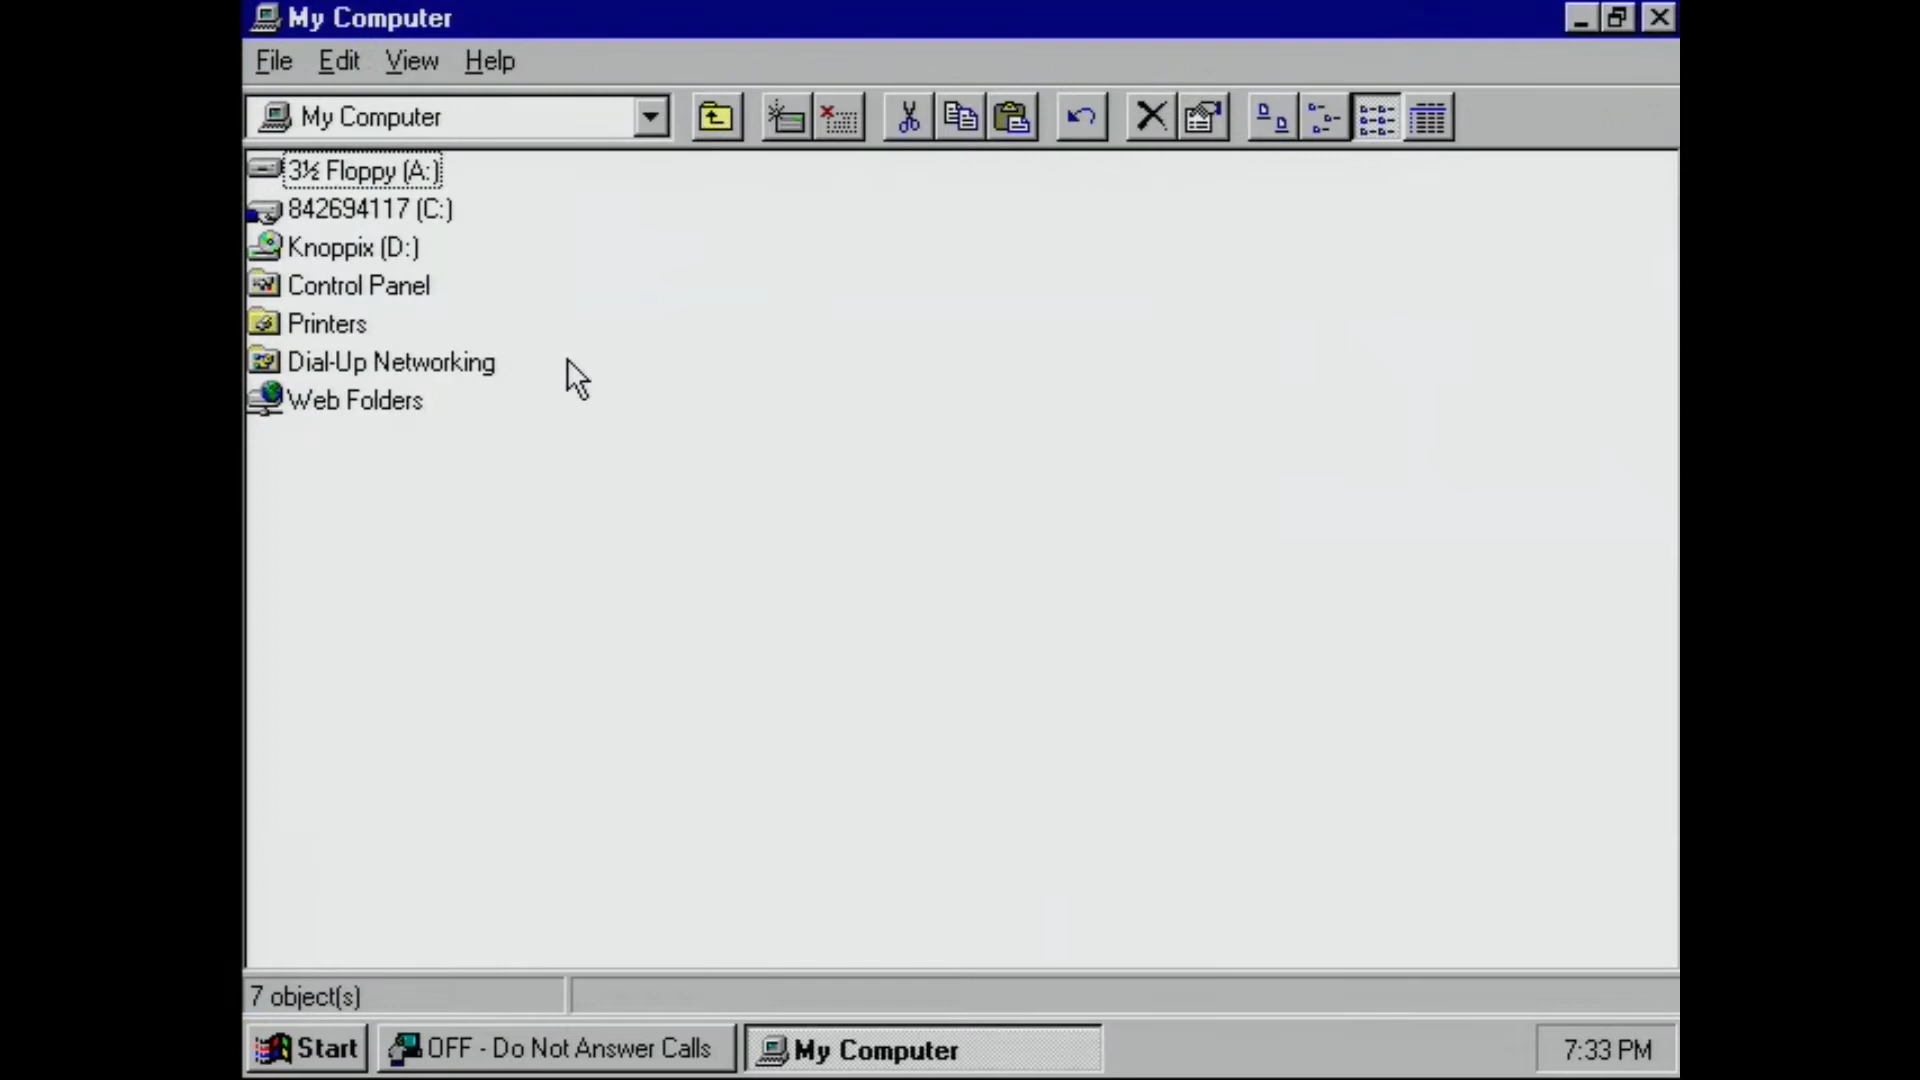 My Computer
File Edit View Help
My Computer
3½ Floppy (A:)
842694117 (C:)
Knoppix (D:)
Control Panel
Printers
Dial-Up Networking
Web Folders
7 object(s)
Start OFF - Do Not Answer Calls My Computer 7:33 PM